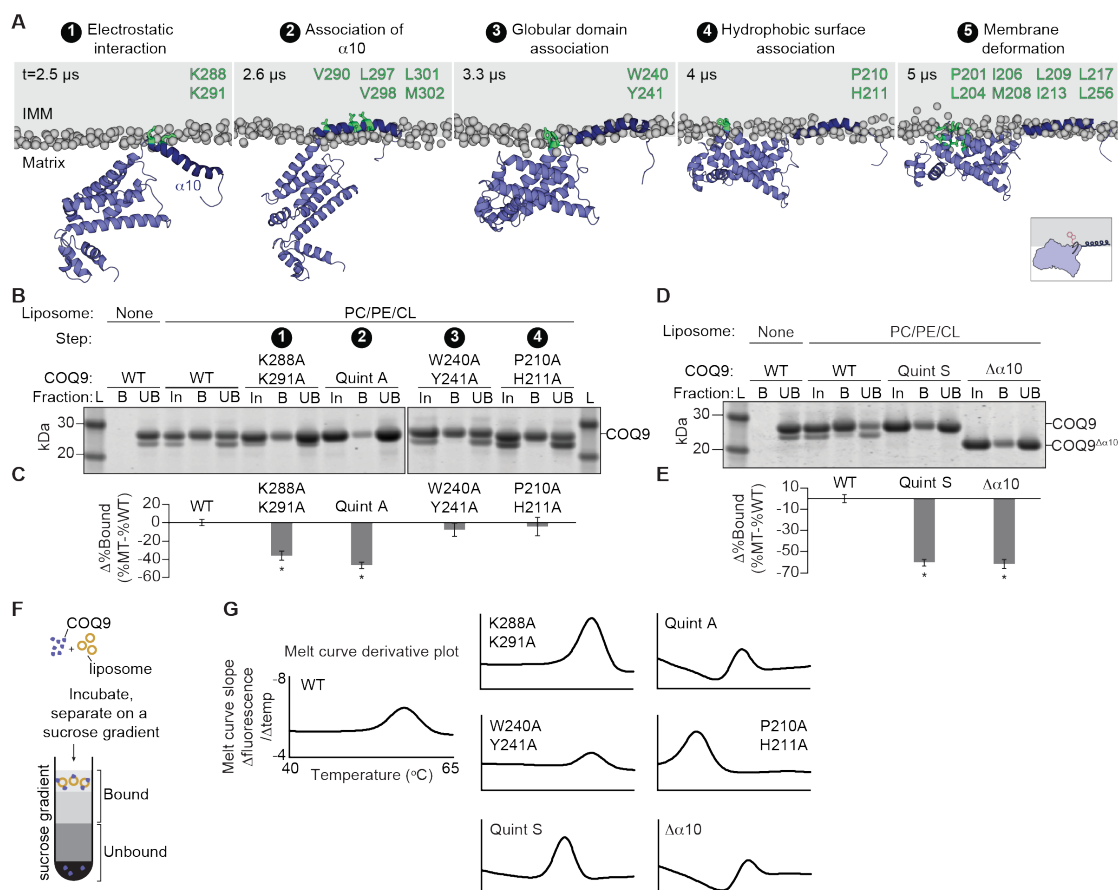 A
1 Electrostatic interaction
2 Association of α10
3 Globular domain association
4 Hydrophobic surface association
5 Membrane deformation
t=2.5 µs
K288
K291
IMM
Matrix
α10
2.6 µs
V290 L297 L301
V298 M302
3.3 µs
W240
Y241
4 µs
P210
H211
5 µs
P201 I206 L209 L217
L204 M208 I213 L256
B
Liposome: None PC/PE/CL
Step: 1 2 3 4
COQ9: WT WT K288A K291A Quint A W240A Y241A P210A H211A
Fraction: L B UB In B UB In B UB In B UB In B UB In B UB L
kDa
30
20
COQ9
C
Δ%Bound
(%MT-%WT)
20
0
-20
-40
-60
WT
K288A
K291A
Quint A
W240A
Y241A
P210A
H211A
*
*
D
Liposome: None PC/PE/CL
COQ9: WT WT Quint S Δα10
Fraction: L B UB In B UB In B UB In B UB
kDa
30
20
COQ9
COQ9Δα10
E
Δ%Bound
(%MT-%WT)
10
-10
-30
-50
-70
WT
Quint S
Δα10
*
*
F
COQ9
+
liposome
Incubate,
separate on a
sucrose gradient
sucrose gradient
Bound
Unbound
G
Melt curve derivative plot
Melt curve slope
Δfluorescence
/Δtemp
-8
-4
WT
40
65
Temperature (°C)
K288A
K291A
Quint A
W240A
Y241A
P210A
H211A
Quint S
Δα10